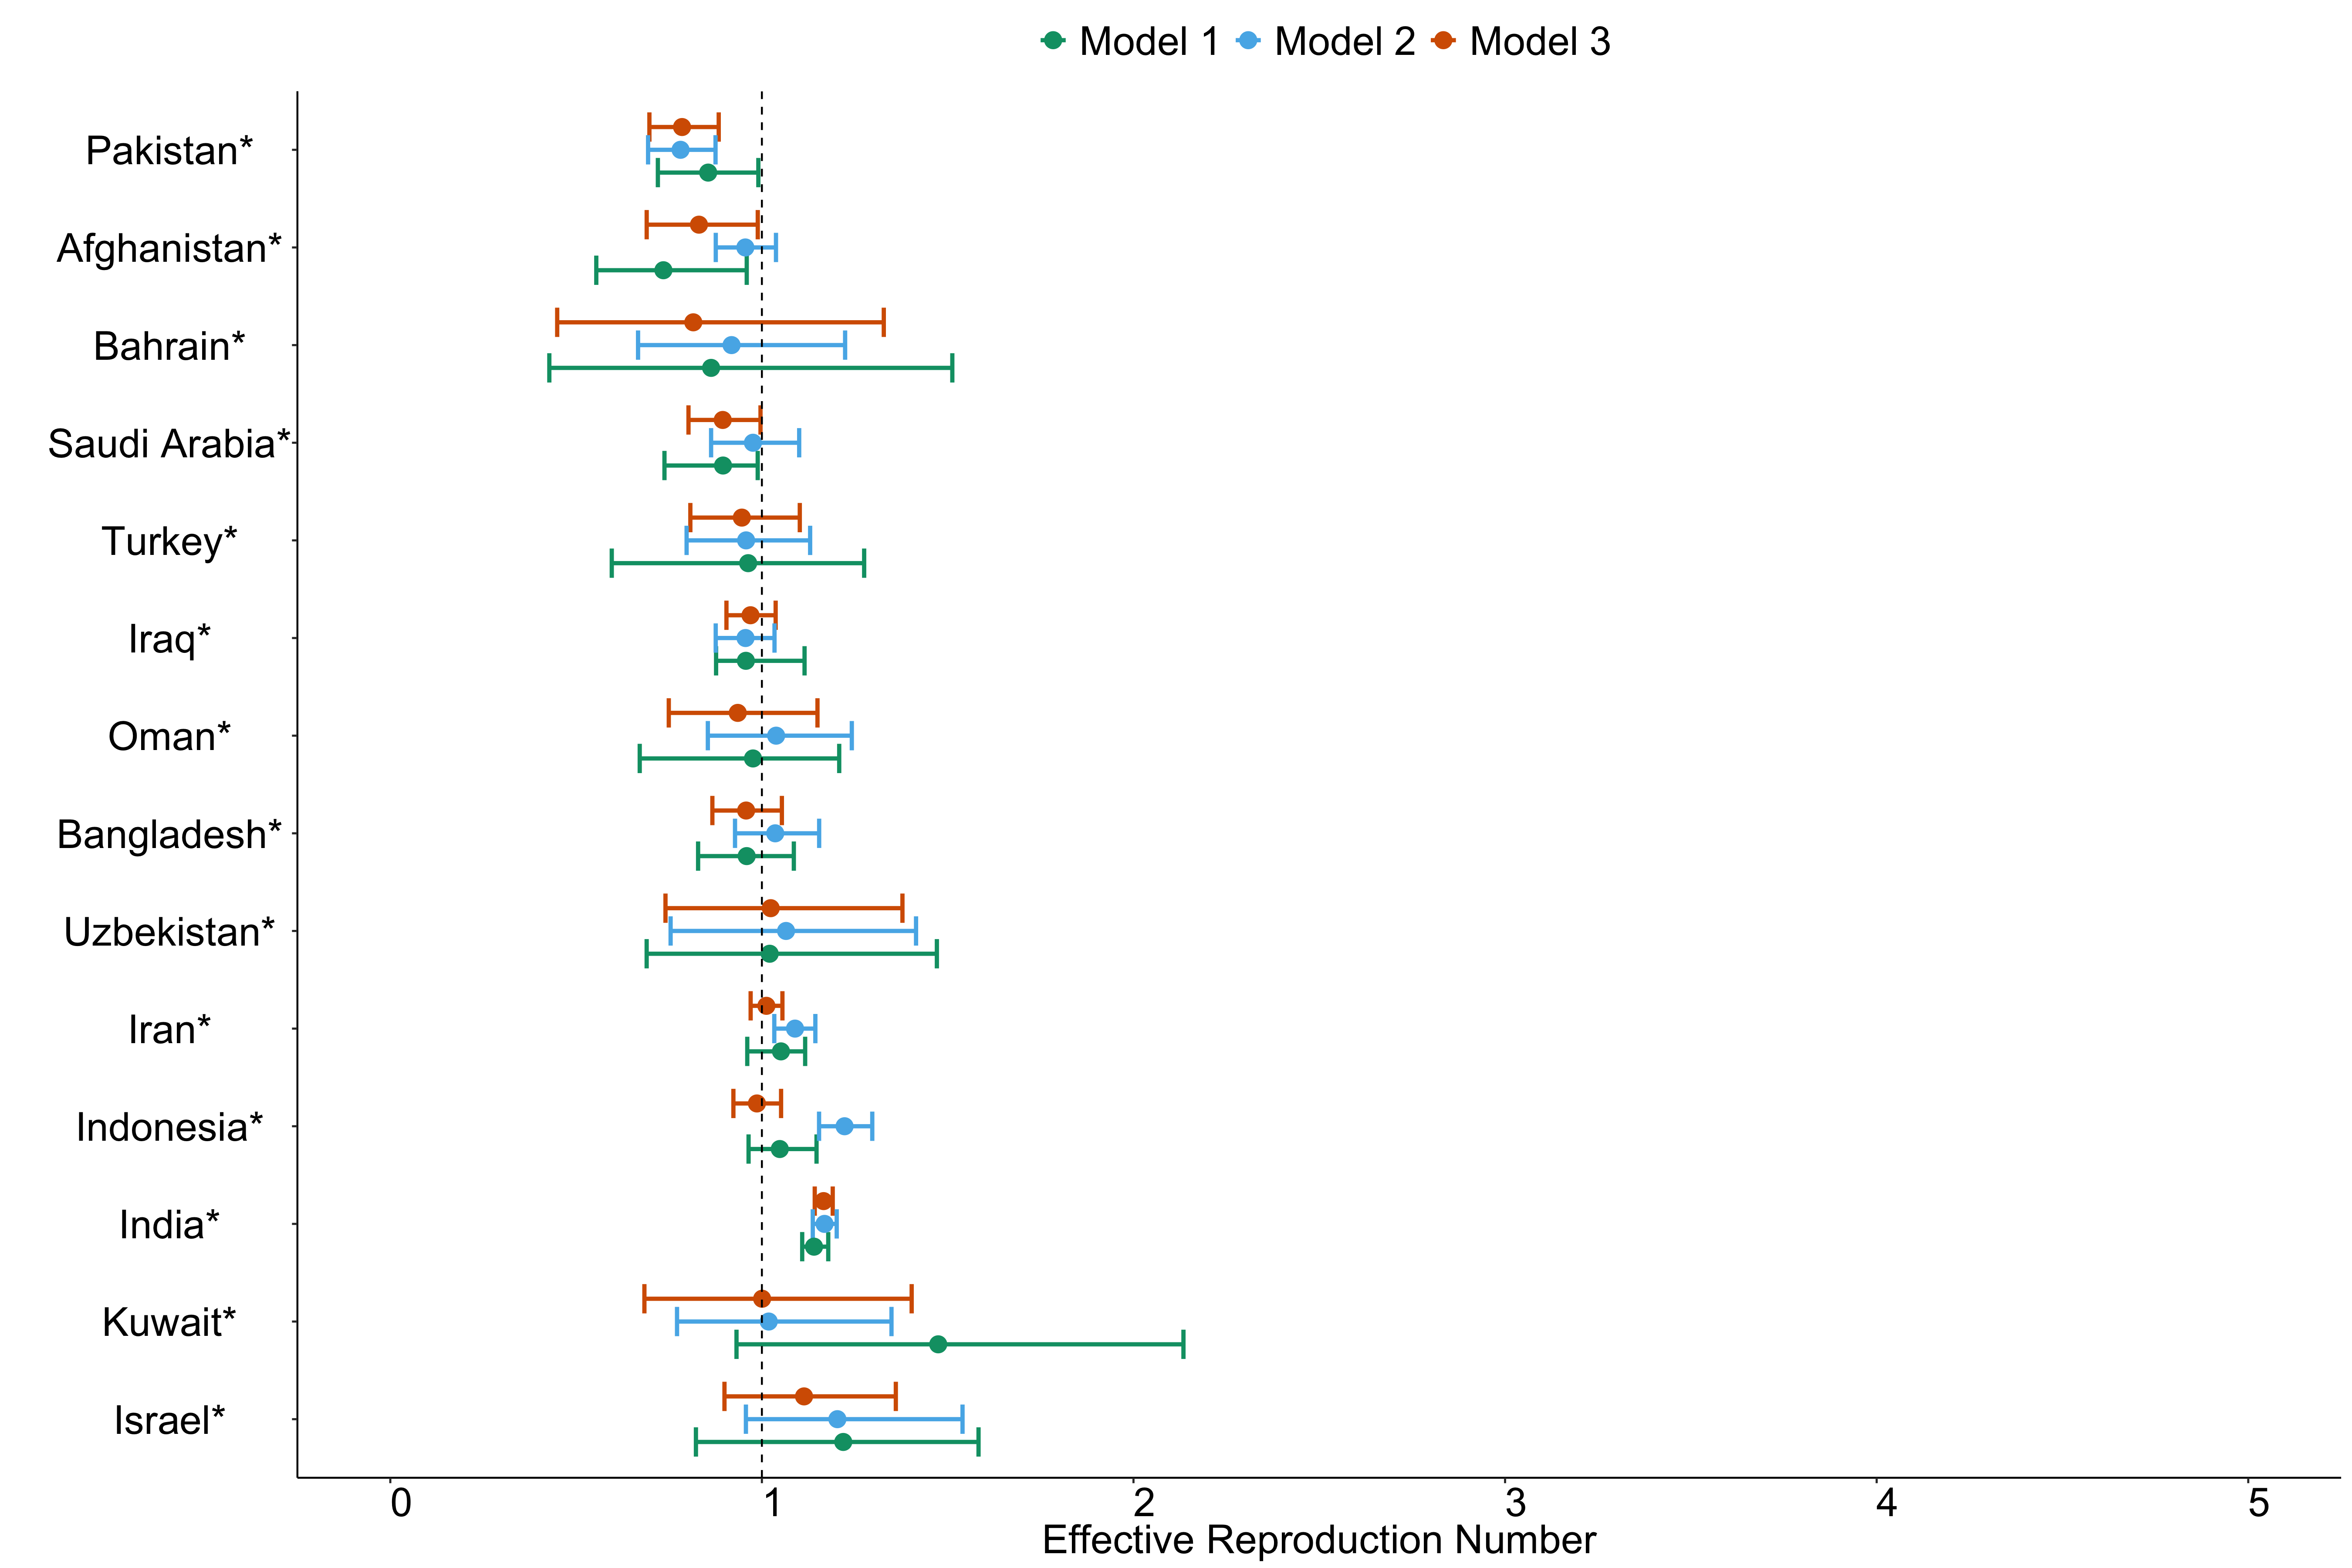 Model 1 Model 2 Model 3
Pakistan*
Afghanistan*
Bahrain*
Saudi Arabia*
Turkey*
Iraq*
Oman*
Bangladesh*
Uzbekistan*
Iran*
Indonesia*
India*
Kuwait*
Israel*
0 1 2 3 4 5
Effective Reproduction Number